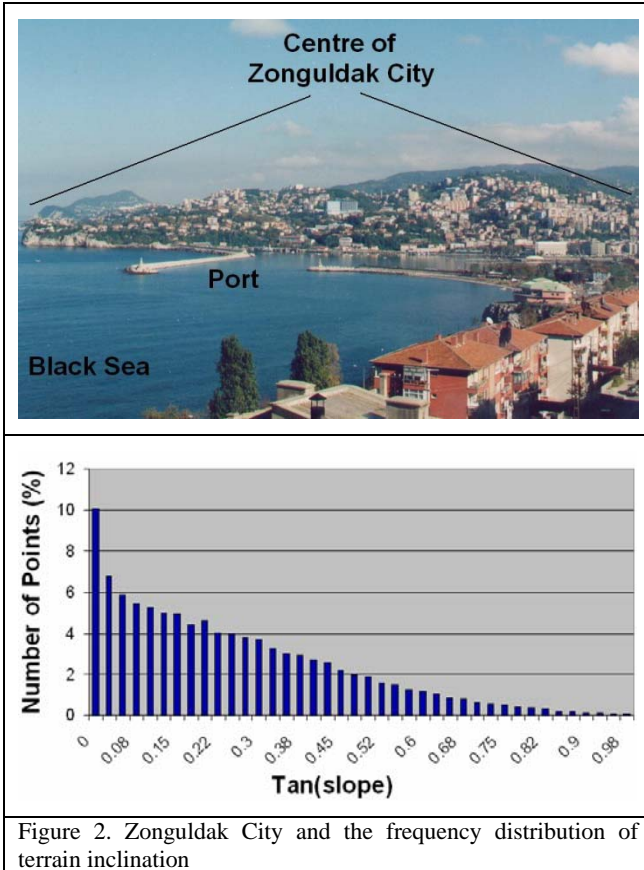 Centre of
Zonguldak City
Port
Black Sea
12
10
8
6
4
2
0
Number of Points (%)
0
0.08
0.15
0.22
0.3
0.38
0.45
0.52
0.6
0.68
0.75
0.82
0.9
0.98
Tan(slope)
Figure 2. Zonguldak City and the frequency distribution of
terrain inclination